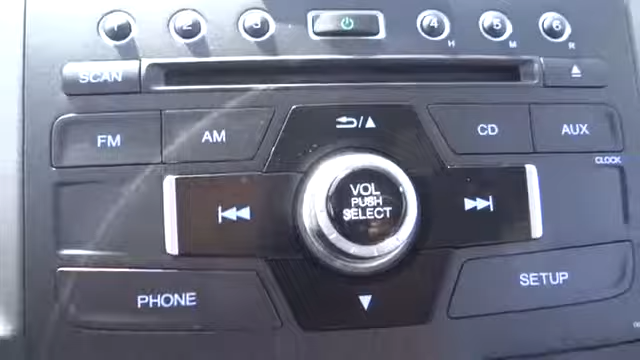 1 2 3 4 5 6
H M R
SCAN
FM AM CD AUX
CLOCK
VOL
PUSH
SELECT
PHONE SETUP